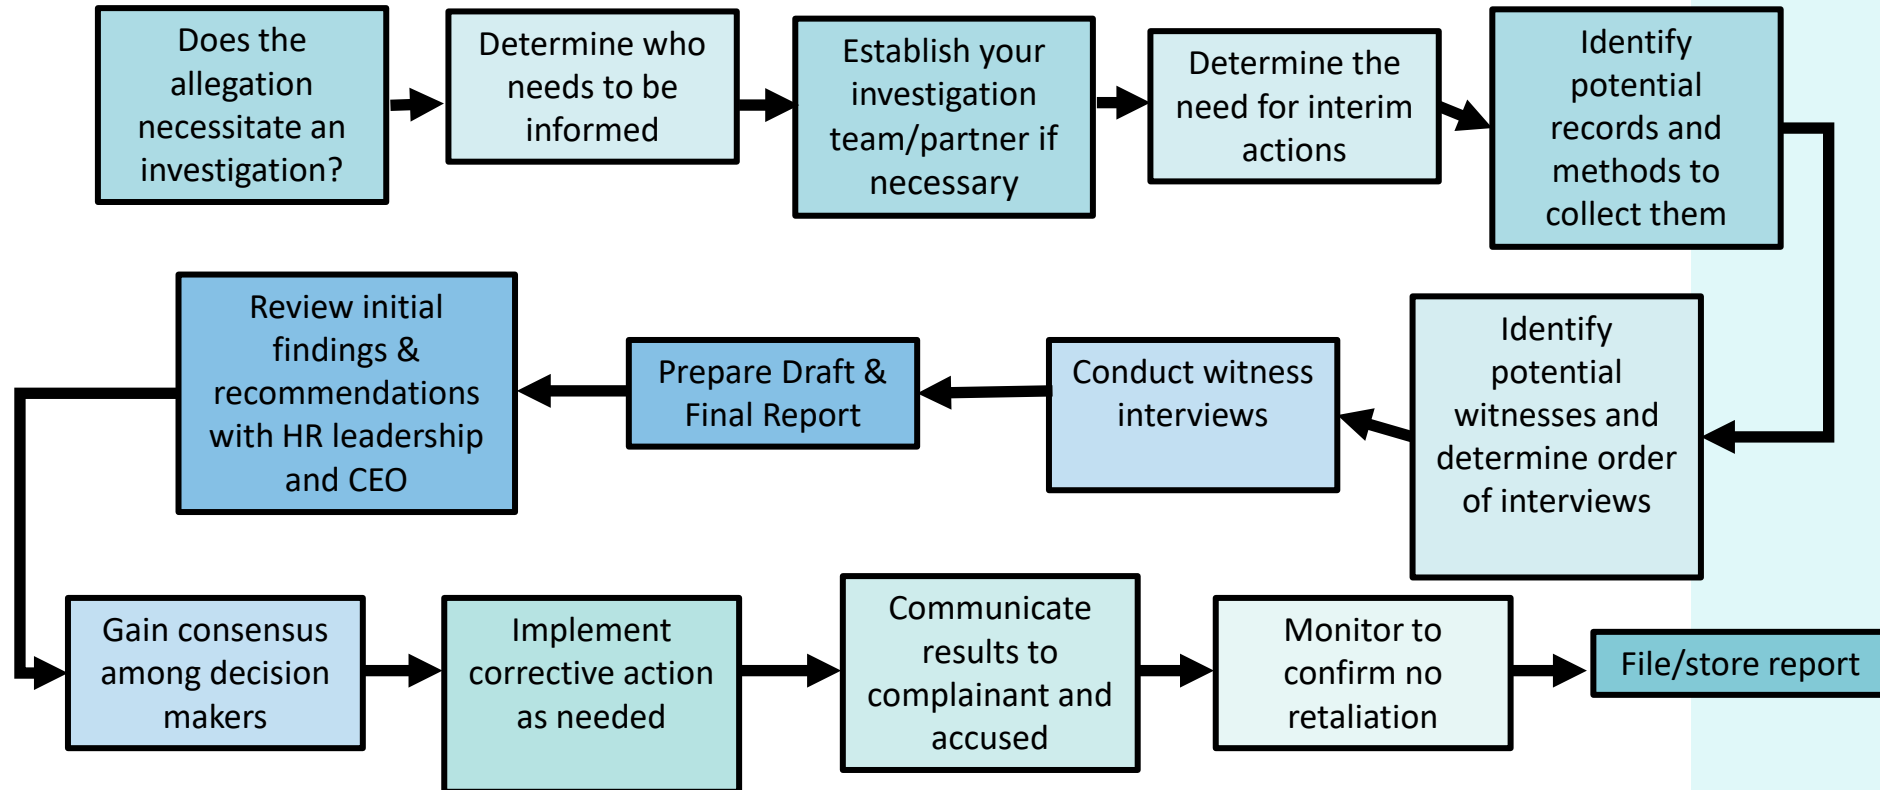 Does the
allegation
necessitate an
investigation?
Determine who
needs to be
informed
Establish your
investigation
team/partner if
necessary
Determine the
need for interim
actions
Identify
potential
records and
methods to
collect them
Identify
potential
witnesses and
determine order
of interviews
Conduct witness
interviews
Prepare Draft &
Final Report
Review initial
findings &
recommendations
with HR leadership
and CEO
Gain consensus
among decision
makers
Implement
corrective action
as needed
Communicate
results to
complainant and
accused
Monitor to
confirm no
retaliation
File/store report